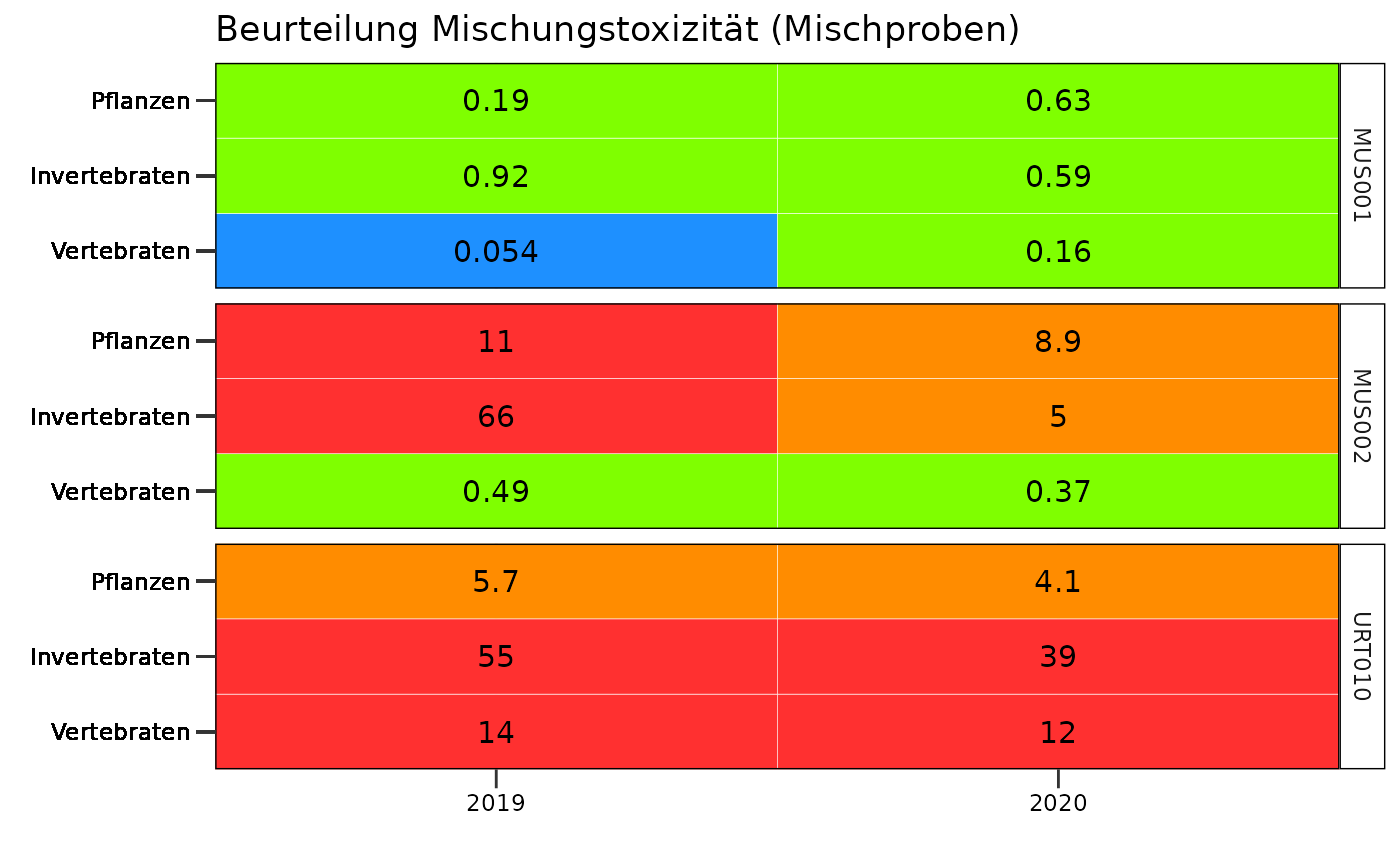 Beurteilung Mischungstoxizität (Mischproben)
Pflanzen 0.19 0.63
Invertebraten 0.92 0.59
Vertebraten 0.054 0.16
MUS001
Pflanzen 11 8.9
Invertebraten 66 5
Vertebraten 0.49 0.37
MUS002
Pflanzen 5.7 4.1
Invertebraten 55 39
Vertebraten 14 12
URT010
2019 2020